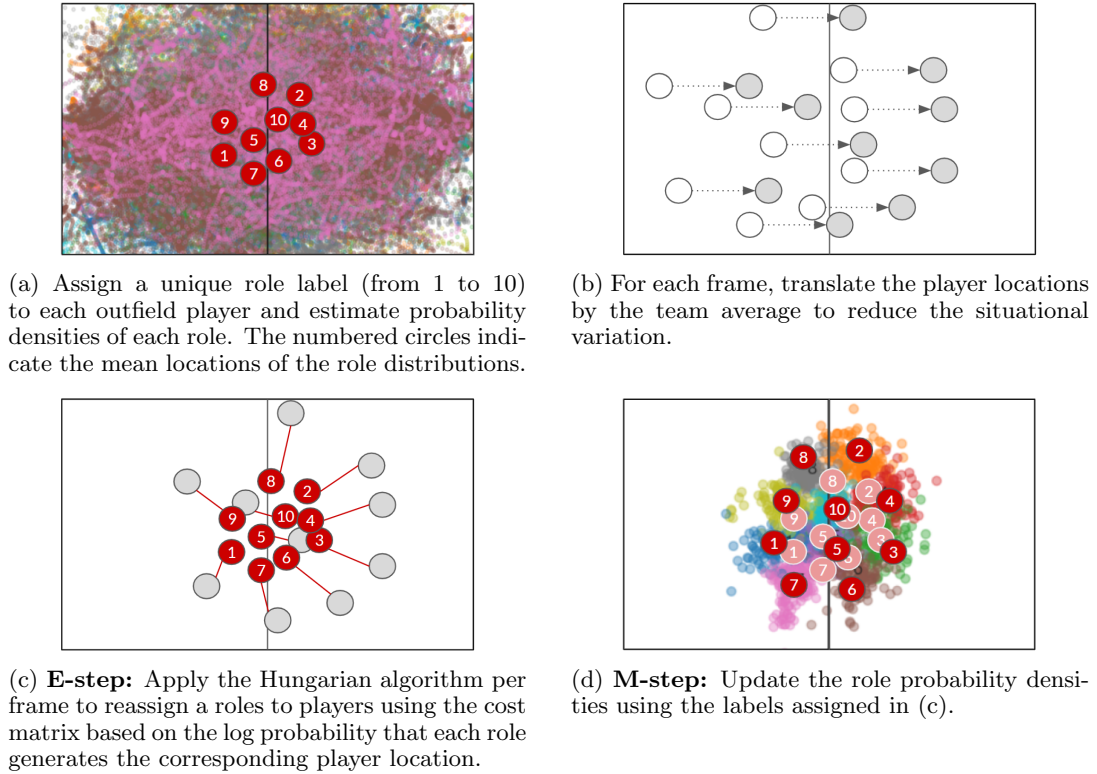 8
2
10
4
9
5
3
1
6
7
(a) Assign a unique role label (from 1 to 10)
to each outfield player and estimate probability
densities of each role. The numbered circles indi-
cate the mean locations of the role distributions.
(b) For each frame, translate the player locations
by the team average to reduce the situational
variation.
8
2
10
4
9
5
3
1
6
7
(c) E-step: Apply the Hungarian algorithm per
frame to reassign a roles to players using the cost
matrix based on the log probability that each role
generates the corresponding player location.
2
8
8
2
9
4
10
9
4
5
3
1
5
3
1
7
7
6
(d) M-step: Update the role probability densi-
ties using the labels assigned in (c).